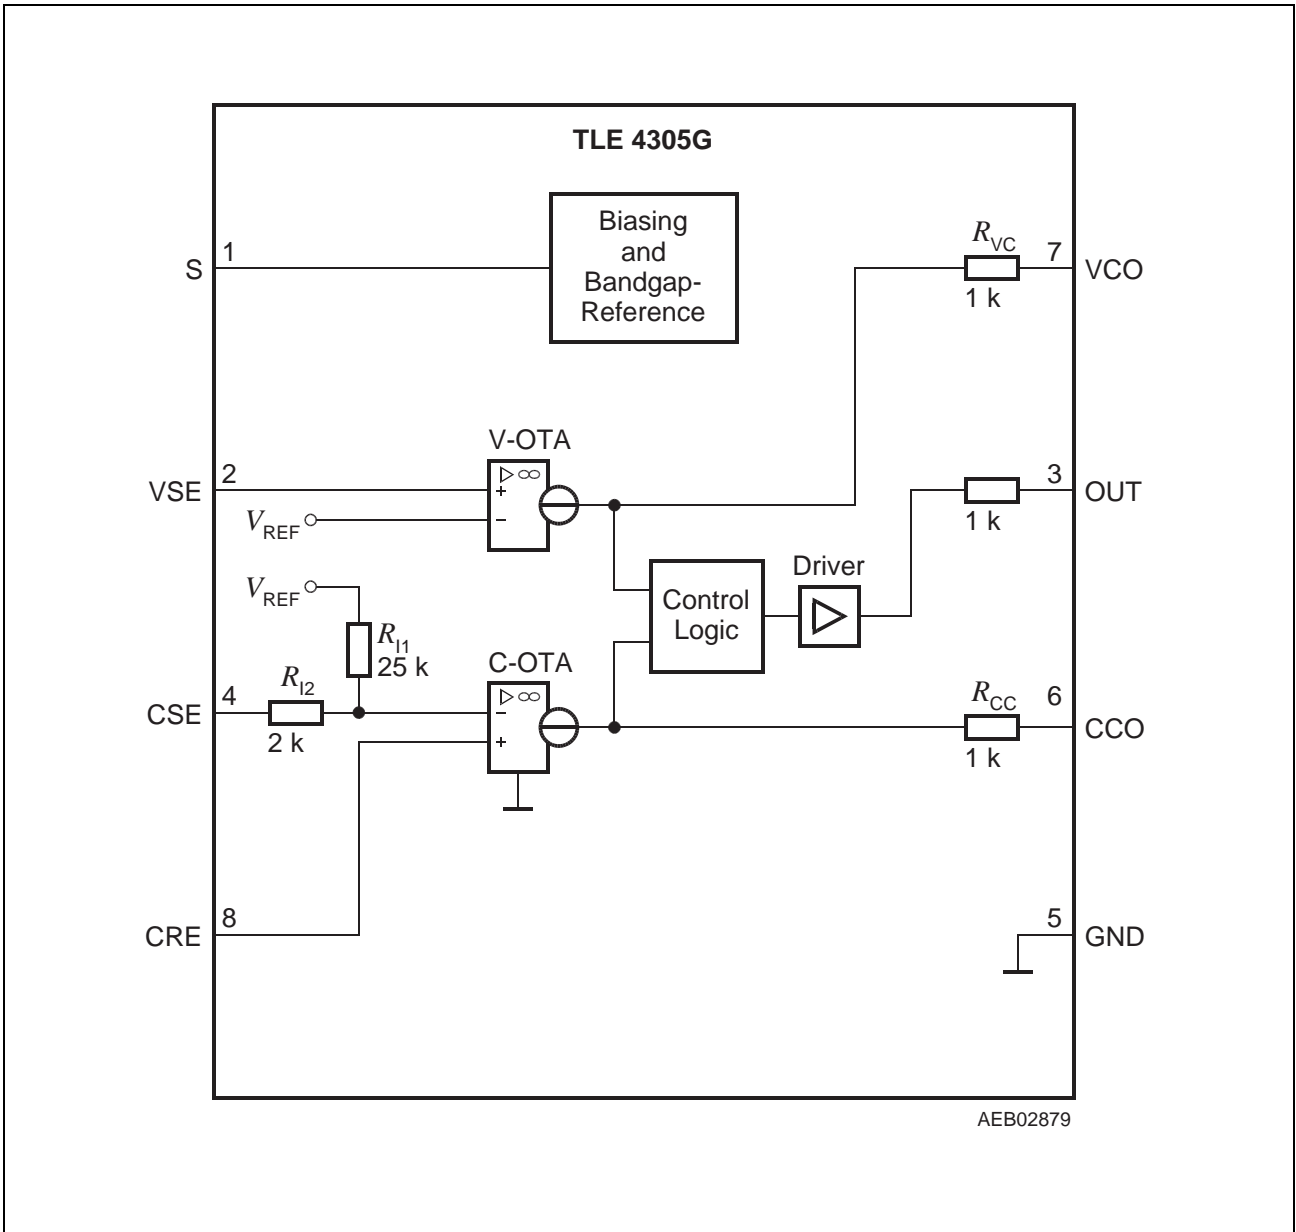 TLE 4305G
Biasing
and
Bandgap-
Reference
S
1
R_VC
1 k
7
VCO
V-OTA
∞
+
−
VSE
2
V_REF
1 k
3
OUT
V_REF
R_I1
25 k
Control
Logic
Driver
C-OTA
∞
−
+
CSE
4
R_I2
2 k
R_CC
1 k
6
CCO
CRE
8
5
GND
AEB02879